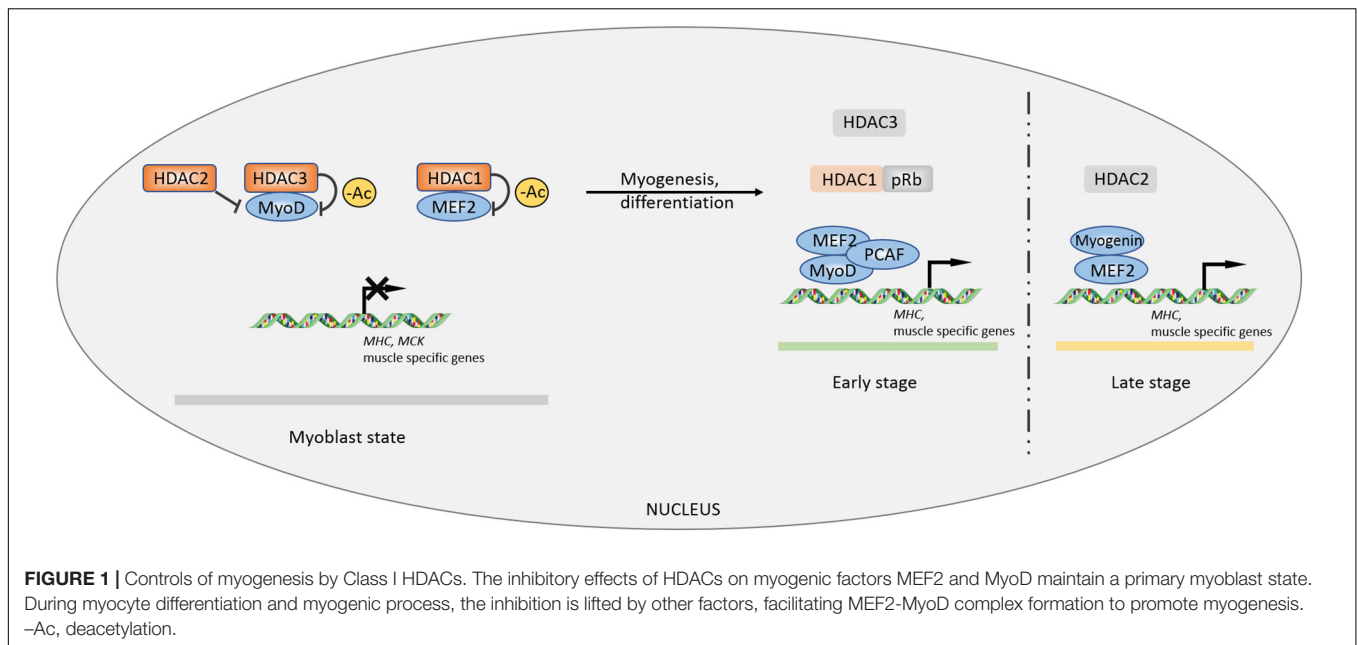 HDAC3
HDAC2
HDAC3
HDAC1
-Ac
-Ac
MyoD
MEF2
Myogenesis,
differentiation
HDAC1
pRb
HDAC2
MEF2
PCAF
MyoD
Myogenin
MEF2
MHC, MCK
muscle specific genes
MHC,
muscle specific genes
MHC,
muscle specific genes
Myoblast state
Early stage
Late stage
NUCLEUS
FIGURE 1 | Controls of myogenesis by Class I HDACs. The inhibitory effects of HDACs on myogenic factors MEF2 and MyoD maintain a primary myoblast state.
During myocyte differentiation and myogenic process, the inhibition is lifted by other factors, facilitating MEF2-MyoD complex formation to promote myogenesis.
–Ac, deacetylation.